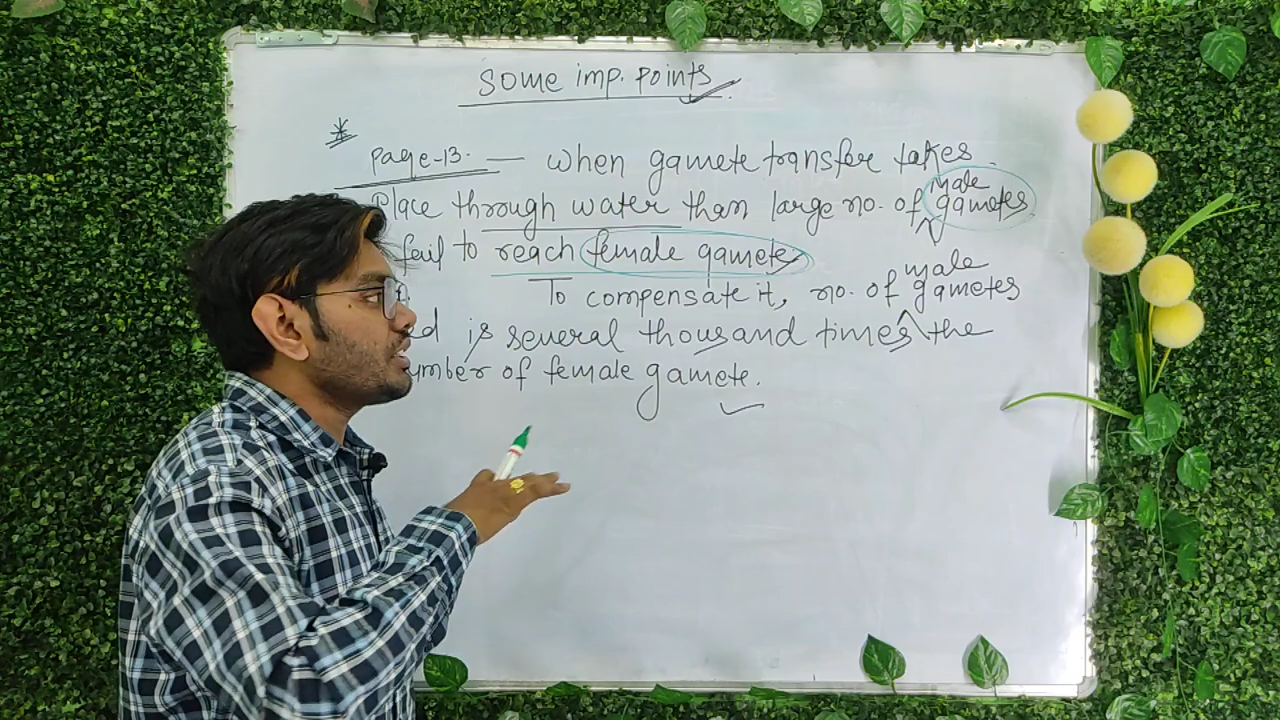 Some imp. points
* Page-13. — when gamete transfer takes
Place through water than large no. of male gametes
fail to reach female gamete
To compensate it, no. of male gametes
is several thousand times the
number of female gamete.